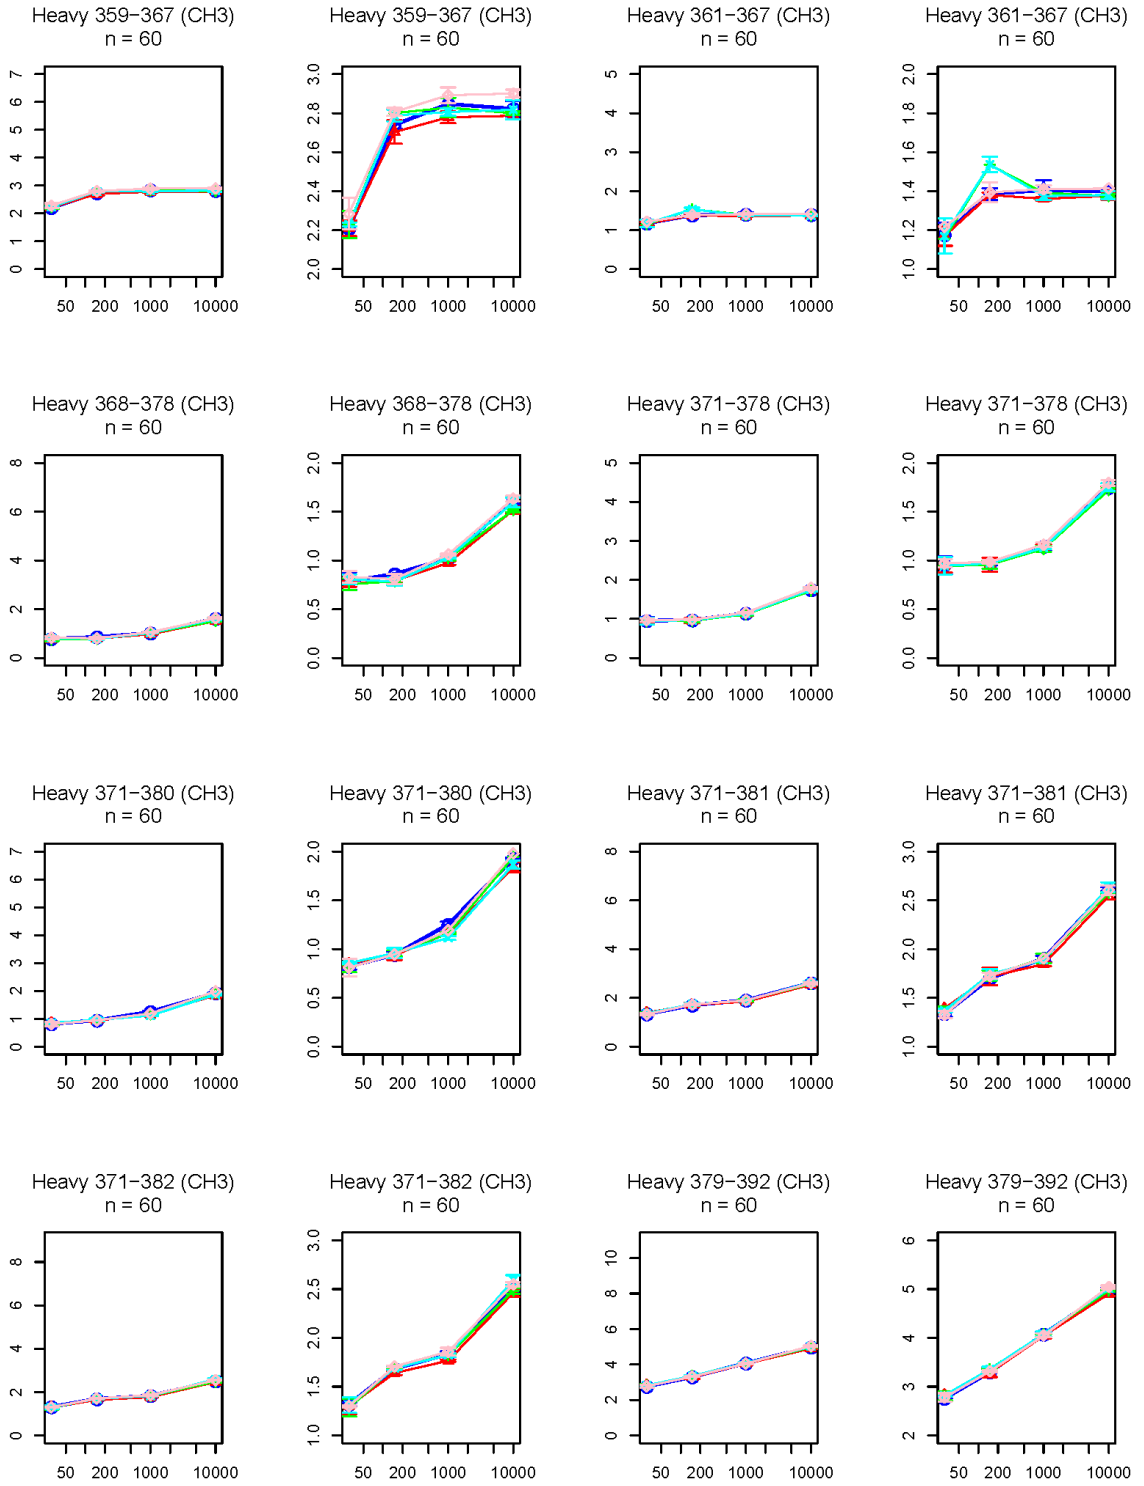 Heavy 359−367 (CH3)
n = 60
Heavy 359−367 (CH3)
n = 60
Heavy 361−367 (CH3)
n = 60
Heavy 361−367 (CH3)
n = 60
7
6
5
4
3
2
1
0
50 200 1000 10000
3.0
2.8
2.6
2.4
2.2
2.0
50 200 1000 10000
5
4
3
2
1
0
50 200 1000 10000
2.0
1.8
1.6
1.4
1.2
1.0
50 200 1000 10000
Heavy 368−378 (CH3)
n = 60
Heavy 368−378 (CH3)
n = 60
Heavy 371−378 (CH3)
n = 60
Heavy 371−378 (CH3)
n = 60
8
6
4
2
0
50 200 1000 10000
2.0
1.5
1.0
0.5
0.0
50 200 1000 10000
5
4
3
2
1
0
50 200 1000 10000
2.0
1.5
1.0
0.5
0.0
50 200 1000 10000
Heavy 371−380 (CH3)
n = 60
Heavy 371−380 (CH3)
n = 60
Heavy 371−381 (CH3)
n = 60
Heavy 371−381 (CH3)
n = 60
7
6
5
4
3
2
1
0
50 200 1000 10000
2.0
1.5
1.0
0.5
0.0
50 200 1000 10000
8
6
4
2
0
50 200 1000 10000
3.0
2.5
2.0
1.5
1.0
50 200 1000 10000
Heavy 371−382 (CH3)
n = 60
Heavy 371−382 (CH3)
n = 60
Heavy 379−392 (CH3)
n = 60
Heavy 379−392 (CH3)
n = 60
8
6
4
2
0
50 200 1000 10000
3.0
2.5
2.0
1.5
1.0
50 200 1000 10000
10
8
6
4
2
0
50 200 1000 10000
6
5
4
3
2
50 200 1000 10000